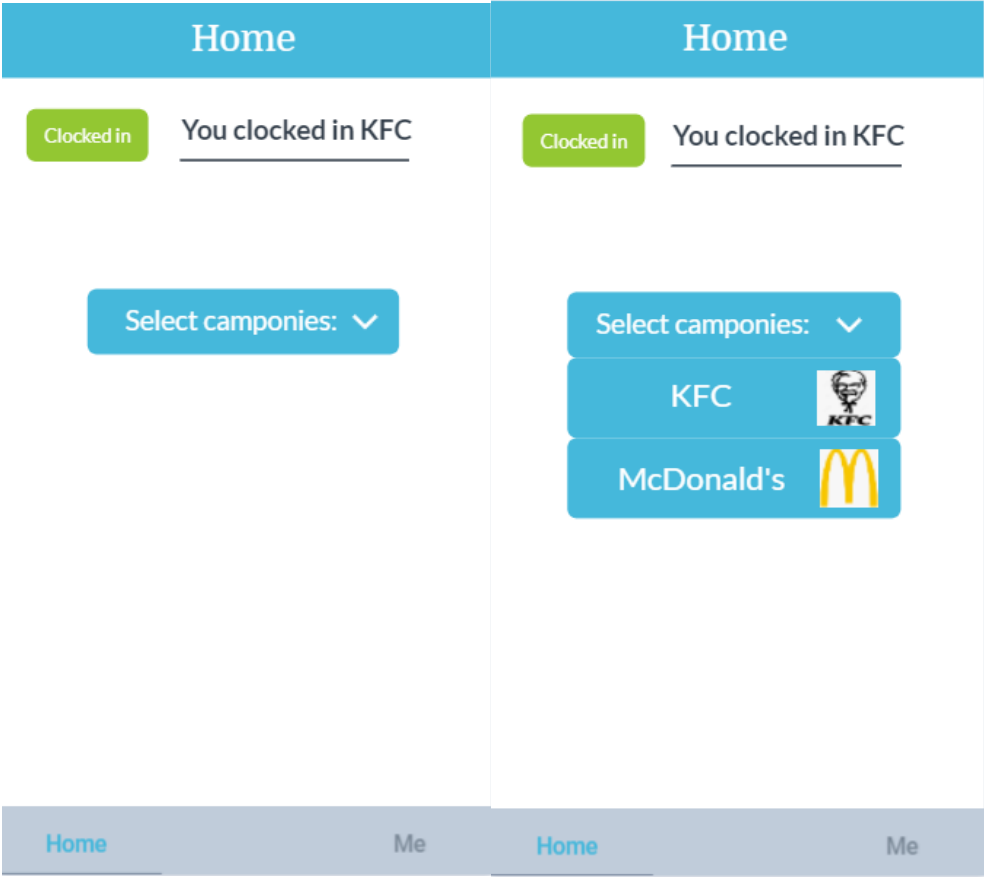 Home
Clocked in
You clocked in KFC
Select camponies:
Home
Me
Home
Clocked in
You clocked in KFC
Select camponies:
KFC
KFC
McDonald's
Home
Me